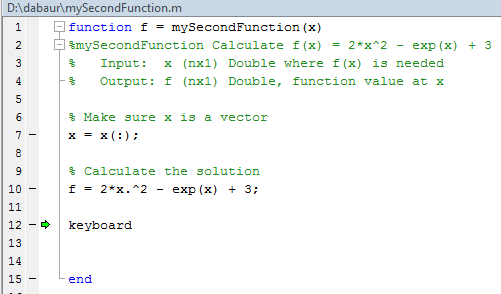 D:\dabaur\mySecondFunction.m
1 function f = mySecondFunction(x)
2 %mySecondFunction Calculate f(x) = 2*x^2 - exp(x) + 3
3 % Input: x (nx1) Double where f(x) is needed
4 % Output: f (nx1) Double, function value at x
5
6 % Make sure x is a vector
7 x = x(:);
8
9 % Calculate the solution
10 f = 2*x.^2 - exp(x) + 3;
11
12 keyboard
13
14
15 end